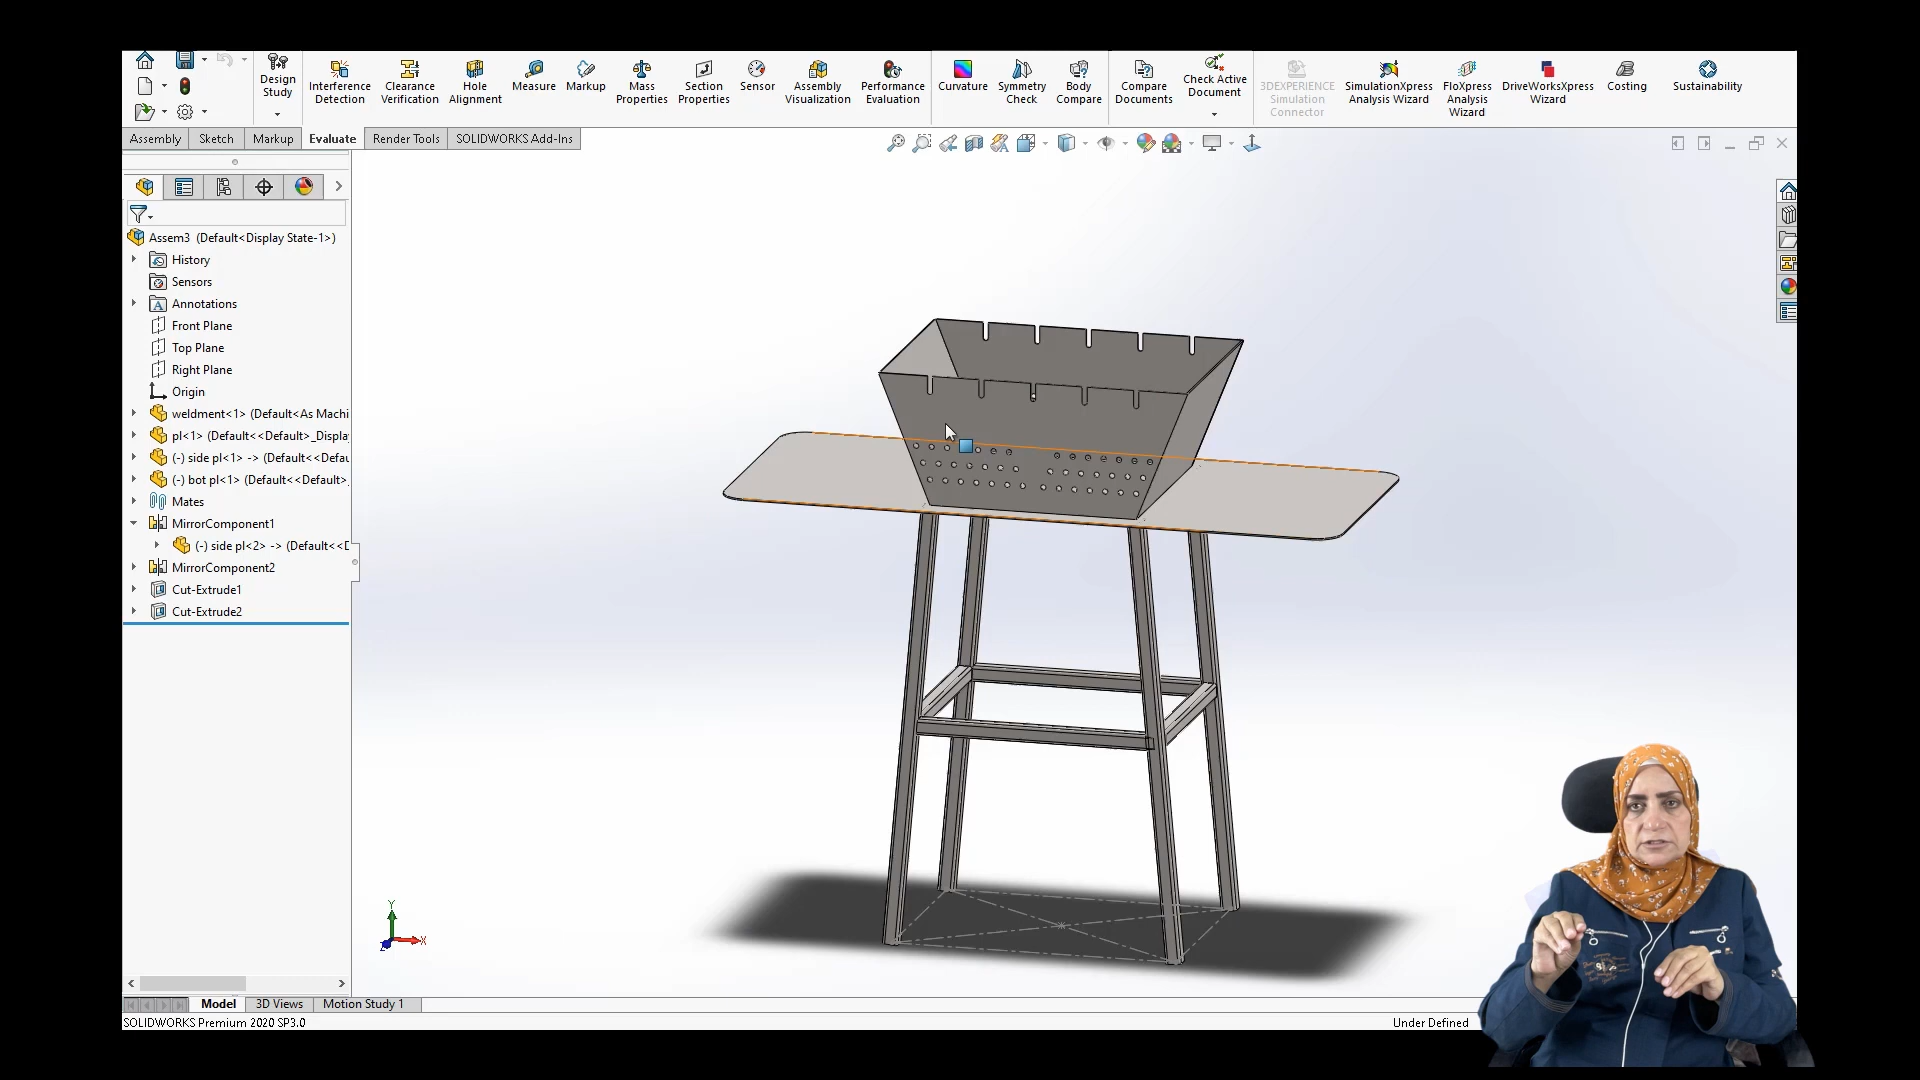 Design Study
Interference Detection
Clearance Verification
Hole Alignment
Measure
Markup
Mass Properties
Section Properties
Sensor
Assembly Visualization
Performance Evaluation
Curvature
Symmetry Check
Body Compare
Compare Documents
Check Active Document
3DEXPERIENCE Simulation Connector
SimulationXpress Analysis Wizard
FloXpress Analysis Wizard
DriveWorksXpress Wizard
Costing
Sustainability
Assembly
Sketch
Markup
Evaluate
Render Tools
SOLIDWORKS Add-Ins
Assem3 (Default<Display State-1>)
History
Sensors
Annotations
Front Plane
Top Plane
Right Plane
Origin
weldment<1> (Default<As Machi
pl<1> (Default<<Default>_Displa
(-) side pl<1> -> (Default<<Defau
(-) bot pl<1> (Default<<Default>_
Mates
MirrorComponent1
(-) side pl<2> -> (Default<<D
MirrorComponent2
Cut-Extrude1
Cut-Extrude2
Y
X
Z
Model
3D Views
Motion Study 1
SOLIDWORKS Premium 2020 SP3.0
Under Defined